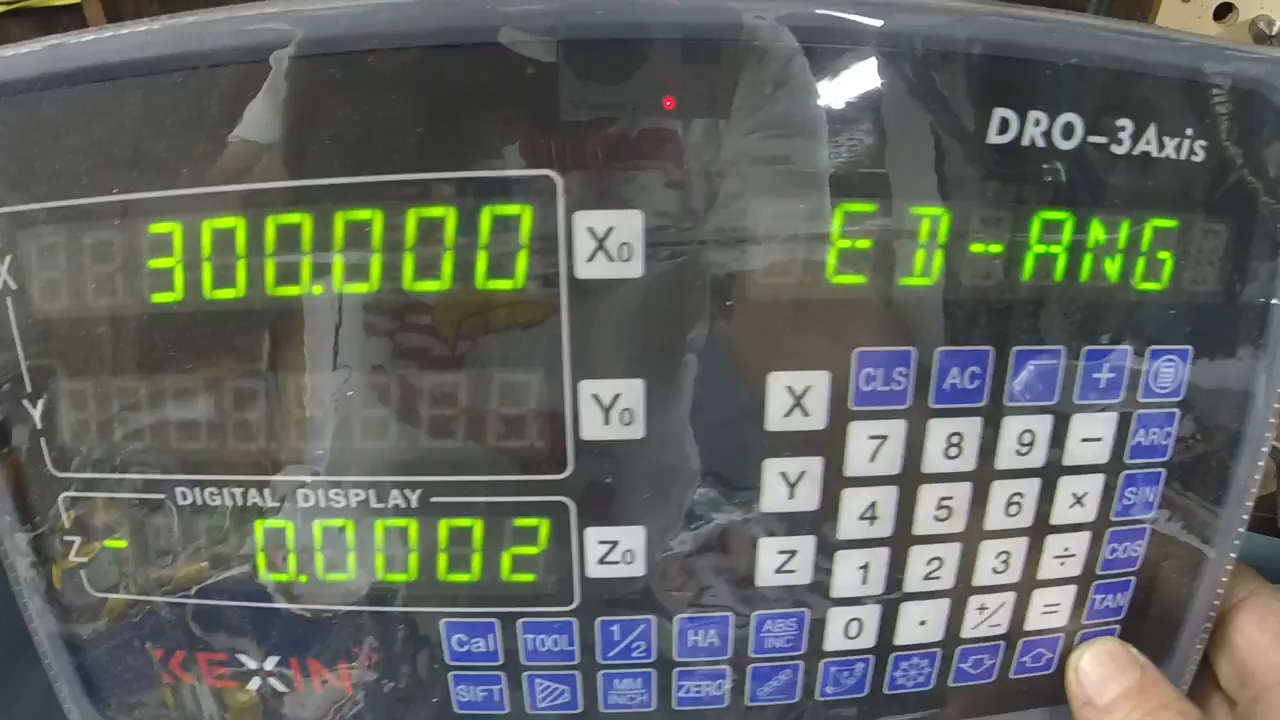 DRO-3Axis
X 300.000 X0 ED-ANG
Y Y0
DIGITAL DISPLAY
Z - 0.0002 Z0
X CLS AC +
7 8 9 - ARC
Y 4 5 6 × SIN
Z 1 2 3 ÷ COS
0 . +/- = TAN
Cal TOOL 1/2 HA ABS/INC
SIFT MM/INCH ZERO
KEXIN